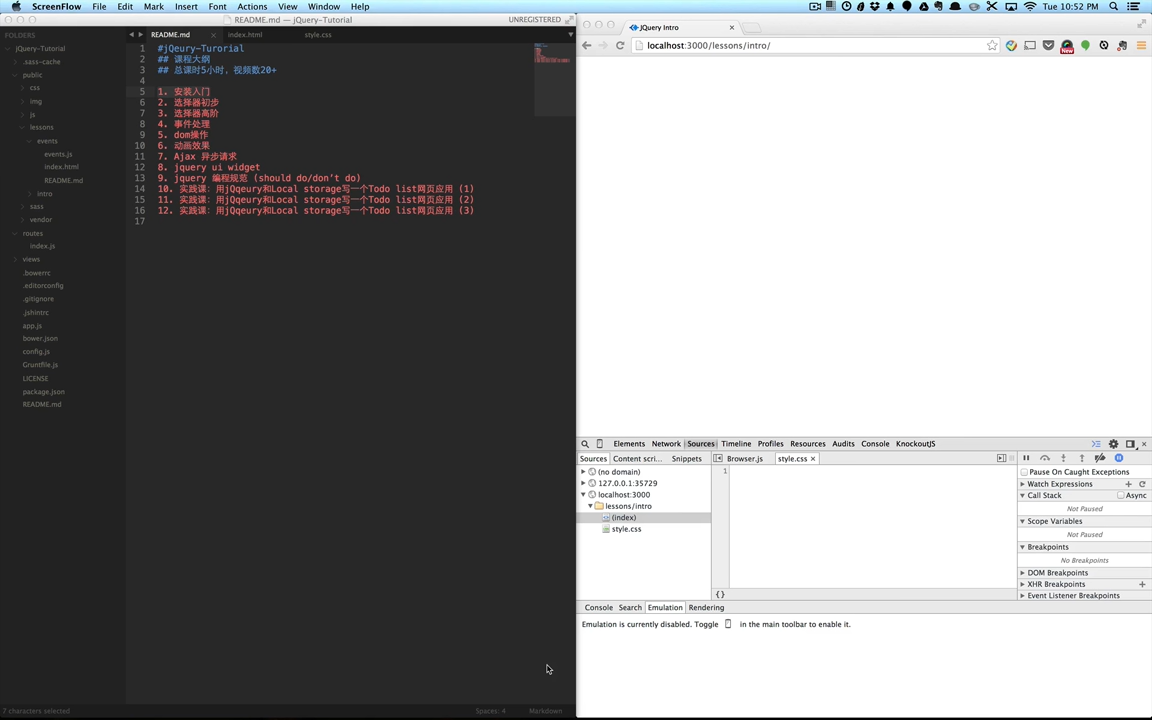 ScreenFlow File Edit Mark Insert Font Actions View Window Help
New
Tue 10:52 PM
README.md — jQuery-Tutorial
UNREGISTERED
FOLDERS
jQuery-Tutorial
.sass-cache
public
css
img
js
lessons
events
events.js
index.html
README.md
intro
sass
vendor
routes
index.js
views
.bowerrc
.editorconfig
.gitignore
.jshintrc
app.js
bower.json
config.js
Gruntfile.js
LICENSE
package.json
README.md
README.md index.html style.css
1 #jQeury-Turorial
2 ## 课程大纲
3 ## 总课时5小时，视频数20+
4
5 1. 安装入门
6 2. 选择器初步
7 3. 选择器高阶
8 4. 事件处理
9 5. dom操作
10 6. 动画效果
11 7. Ajax 异步请求
12 8. jquery ui widget
13 9. jquery 编程规范 (should do/don't do)
14 10. 实践课: 用jQqeury和Local storage写一个Todo list网页应用 (1)
15 11. 实践课: 用jQqeury和Local storage写一个Todo list网页应用 (2)
16 12. 实践课: 用jQqeury和Local storage写一个Todo list网页应用 (3)
17
7 characters selected
Spaces: 4
Markdown
jQuery Intro
localhost:3000/lessons/intro/
New
Elements Network Sources Timeline Profiles Resources Audits Console KnockoutJS
Sources Content scri... Snippets
Browser.js style.css
(no domain)
127.0.0.1:35729
localhost:3000
lessons/intro
(index)
style.css
1
{}
Pause On Caught Exceptions
Watch Expressions
Call Stack
Async
Not Paused
Scope Variables
Not Paused
Breakpoints
No Breakpoints
DOM Breakpoints
XHR Breakpoints
Event Listener Breakpoints
Console Search Emulation Rendering
Emulation is currently disabled. Toggle in the main toolbar to enable it.